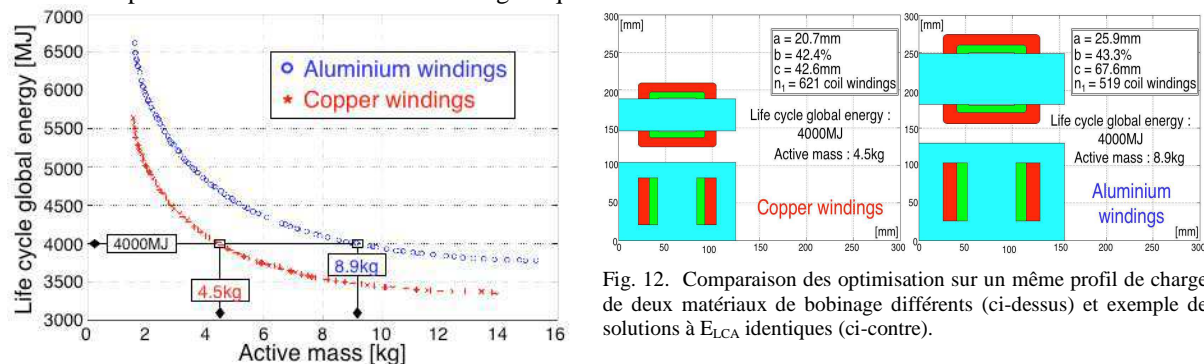 Life cycle global energy [MJ]
7000
6500
6000
5500
5000
4500
4000
3500
3000
Aluminium windings
Copper windings
4000MJ
4.5kg
8.9kg
0 2 4 6 8 10 12 14 16
Active mass [kg]
300 [mm]
250
200
150
100
50
0
a = 20.7mm
b = 42.4%
c = 42.6mm
n₁ = 621 coil windings
Life cycle global energy :
4000MJ
Active mass : 4.5kg
Copper windings
[mm]
0 50 100 150 200 250 300
300 [mm]
250
200
150
100
50
0
a = 25.9mm
b = 43.3%
c = 67.6mm
n₁ = 519 coil windings
Life cycle global energy :
4000MJ
Active mass : 8.9kg
Aluminium
windings
[mm]
0 50 100 150 200 250 300
Fig. 12. Comparaison des optimisation sur un même profil de charge
de deux matériaux de bobinage différents (ci-dessus) et exemple de
solutions à E_LCA identiques (ci-contre).